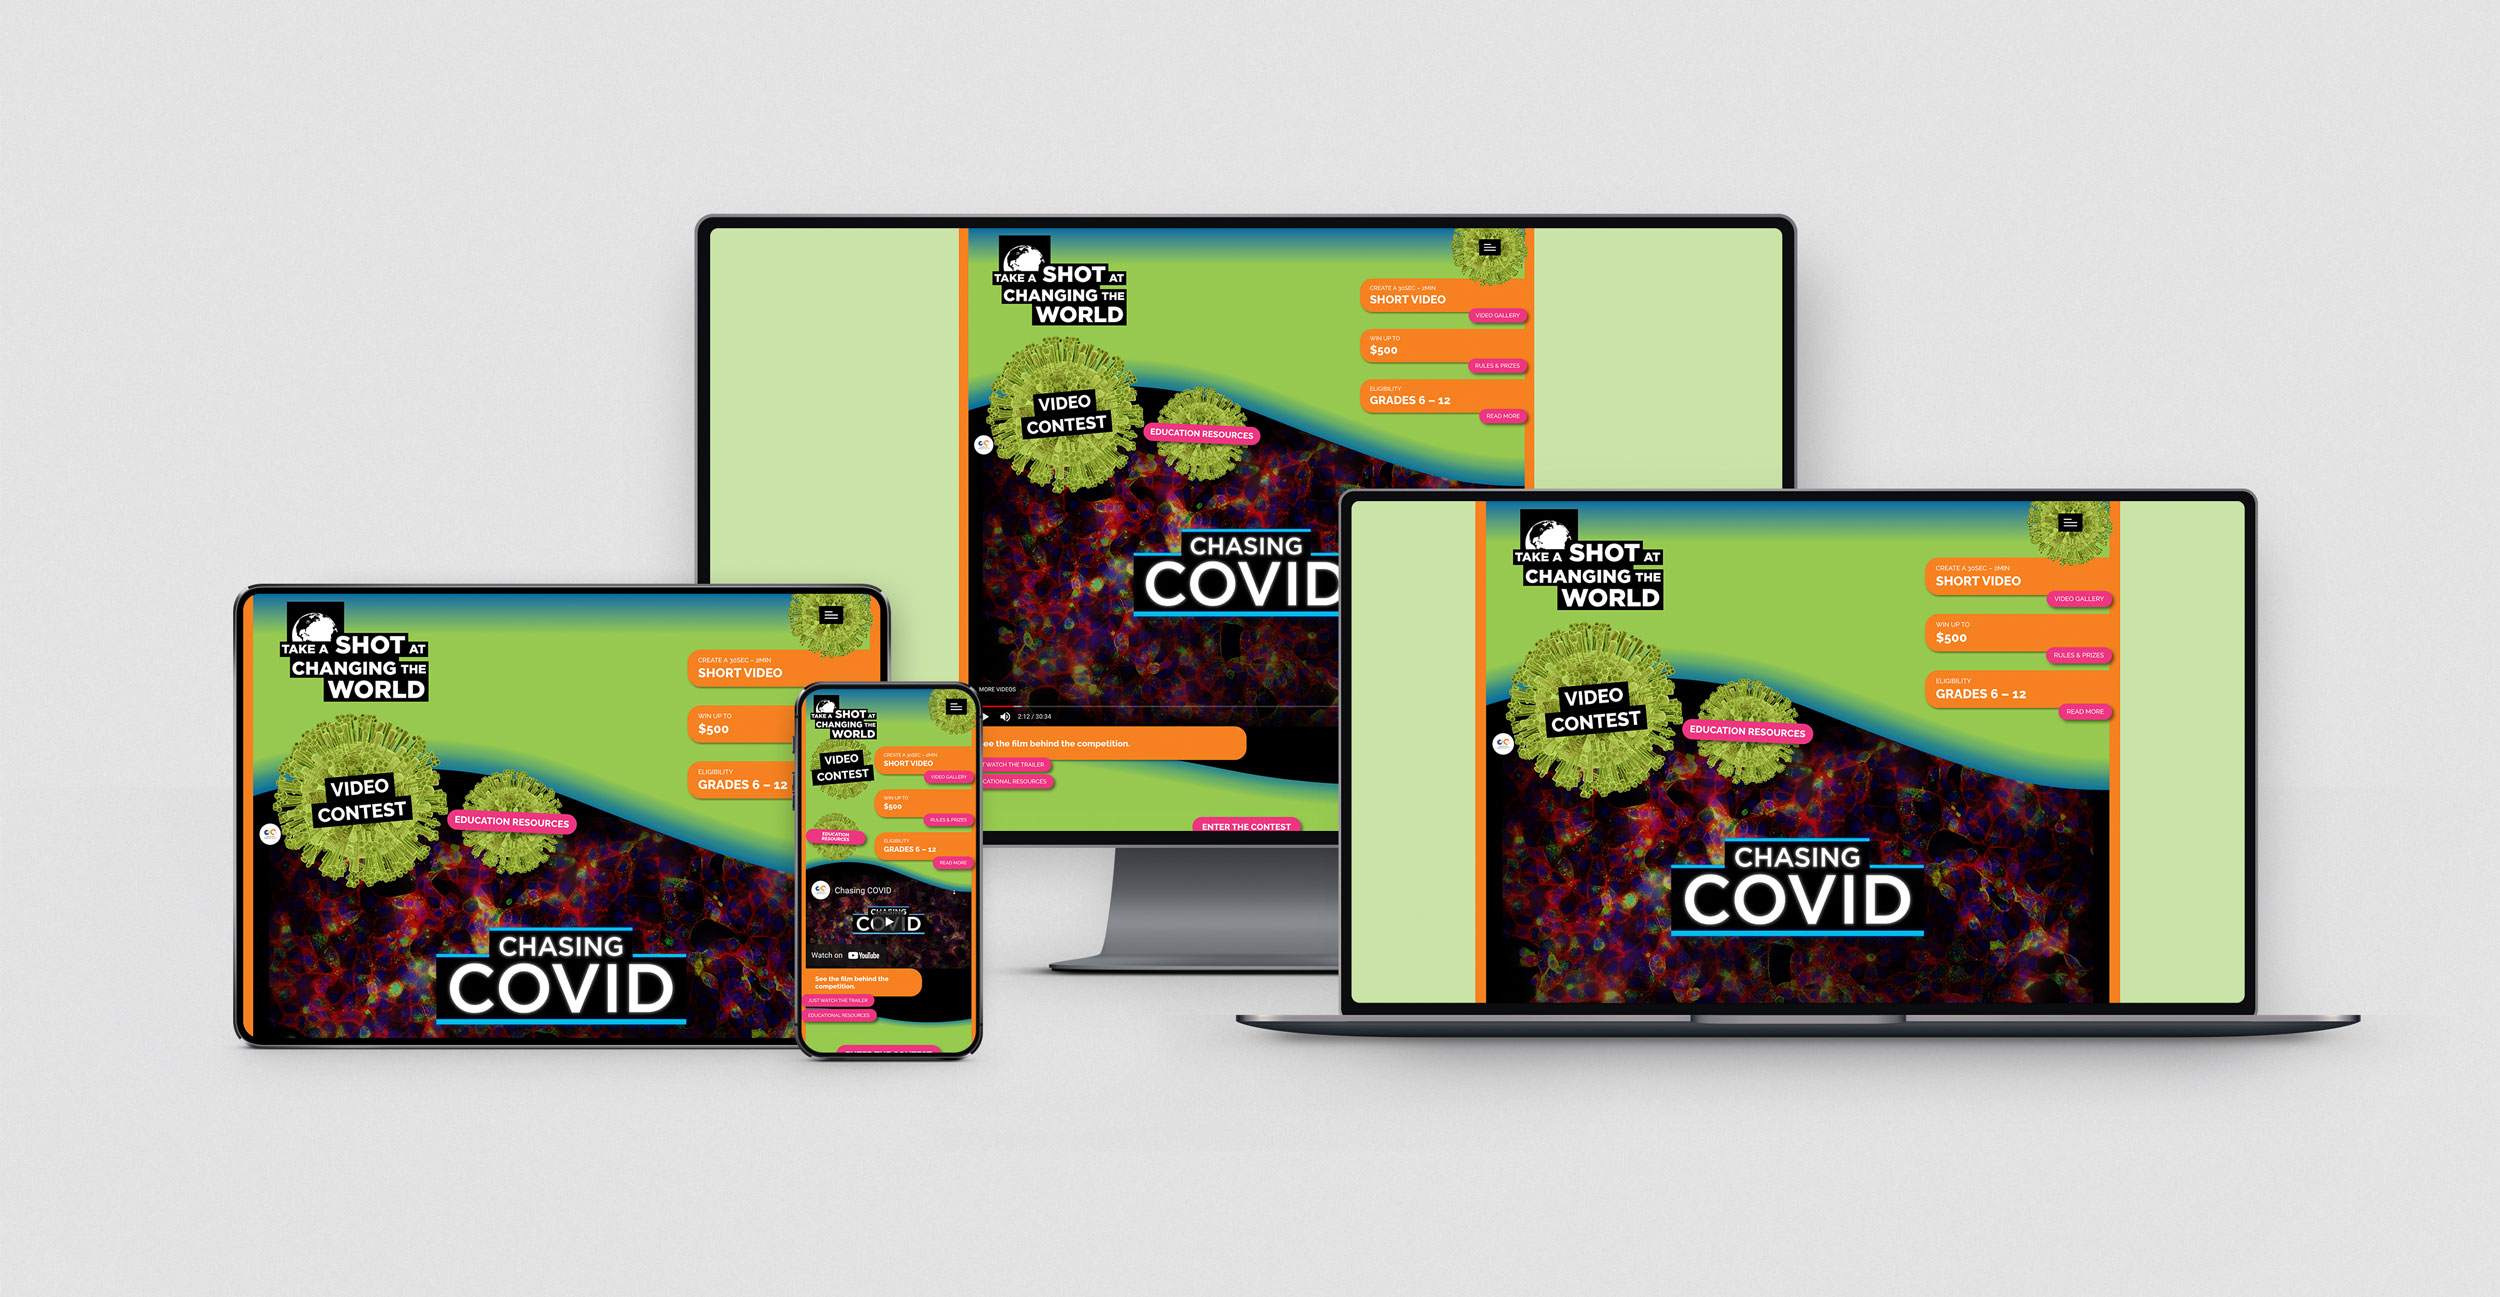 TAKE A SHOT AT
CHANGING THE
WORLD
CREATE A 30SEC – 2MIN
SHORT VIDEO
VIDEO GALLERY
WIN UP TO
$500
RULES & PRIZES
ELIGIBILITY
GRADES 6 – 12
READ MORE
VIDEO
CONTEST
EDUCATION RESOURCES
CHASING
COVID
MORE VIDEOS
2:12 / 30:34
ee the film behind the competition.
T WATCH THE TRAILER
CATIONAL RESOURCES
ENTER THE CONTEST
TAKE A SHOT AT
CHANGING THE
WORLD
CREATE A 30SEC – 2MIN
SHORT VIDEO
WIN UP TO
$500
ELIGIBILITY
GRADES 6 – 12
VIDEO
CONTEST
EDUCATION RESOURCES
CHASING
COVID
TAKE A SHOT AT
CHANGING THE
WORLD
VIDEO
CONTEST
CREATE A 30SEC – 2MIN
SHORT VIDEO
VIDEO GALLERY
WIN UP TO
$500
RULES & PRIZES
EDUCATION
RESOURCES
ELIGIBILITY
GRADES 6 – 12
READ MORE
Chasing COVID
CHASING
COVID
Watch on YouTube
See the film behind the
competition.
JUST WATCH THE TRAILER
EDUCATIONAL RESOURCES
ENTER THE CONTEST
TAKE A SHOT AT
CHANGING THE
WORLD
CREATE A 30SEC – 2MIN
SHORT VIDEO
VIDEO GALLERY
WIN UP TO
$500
RULES & PRIZES
ELIGIBILITY
GRADES 6 – 12
READ MORE
VIDEO
CONTEST
EDUCATION RESOURCES
CHASING
COVID